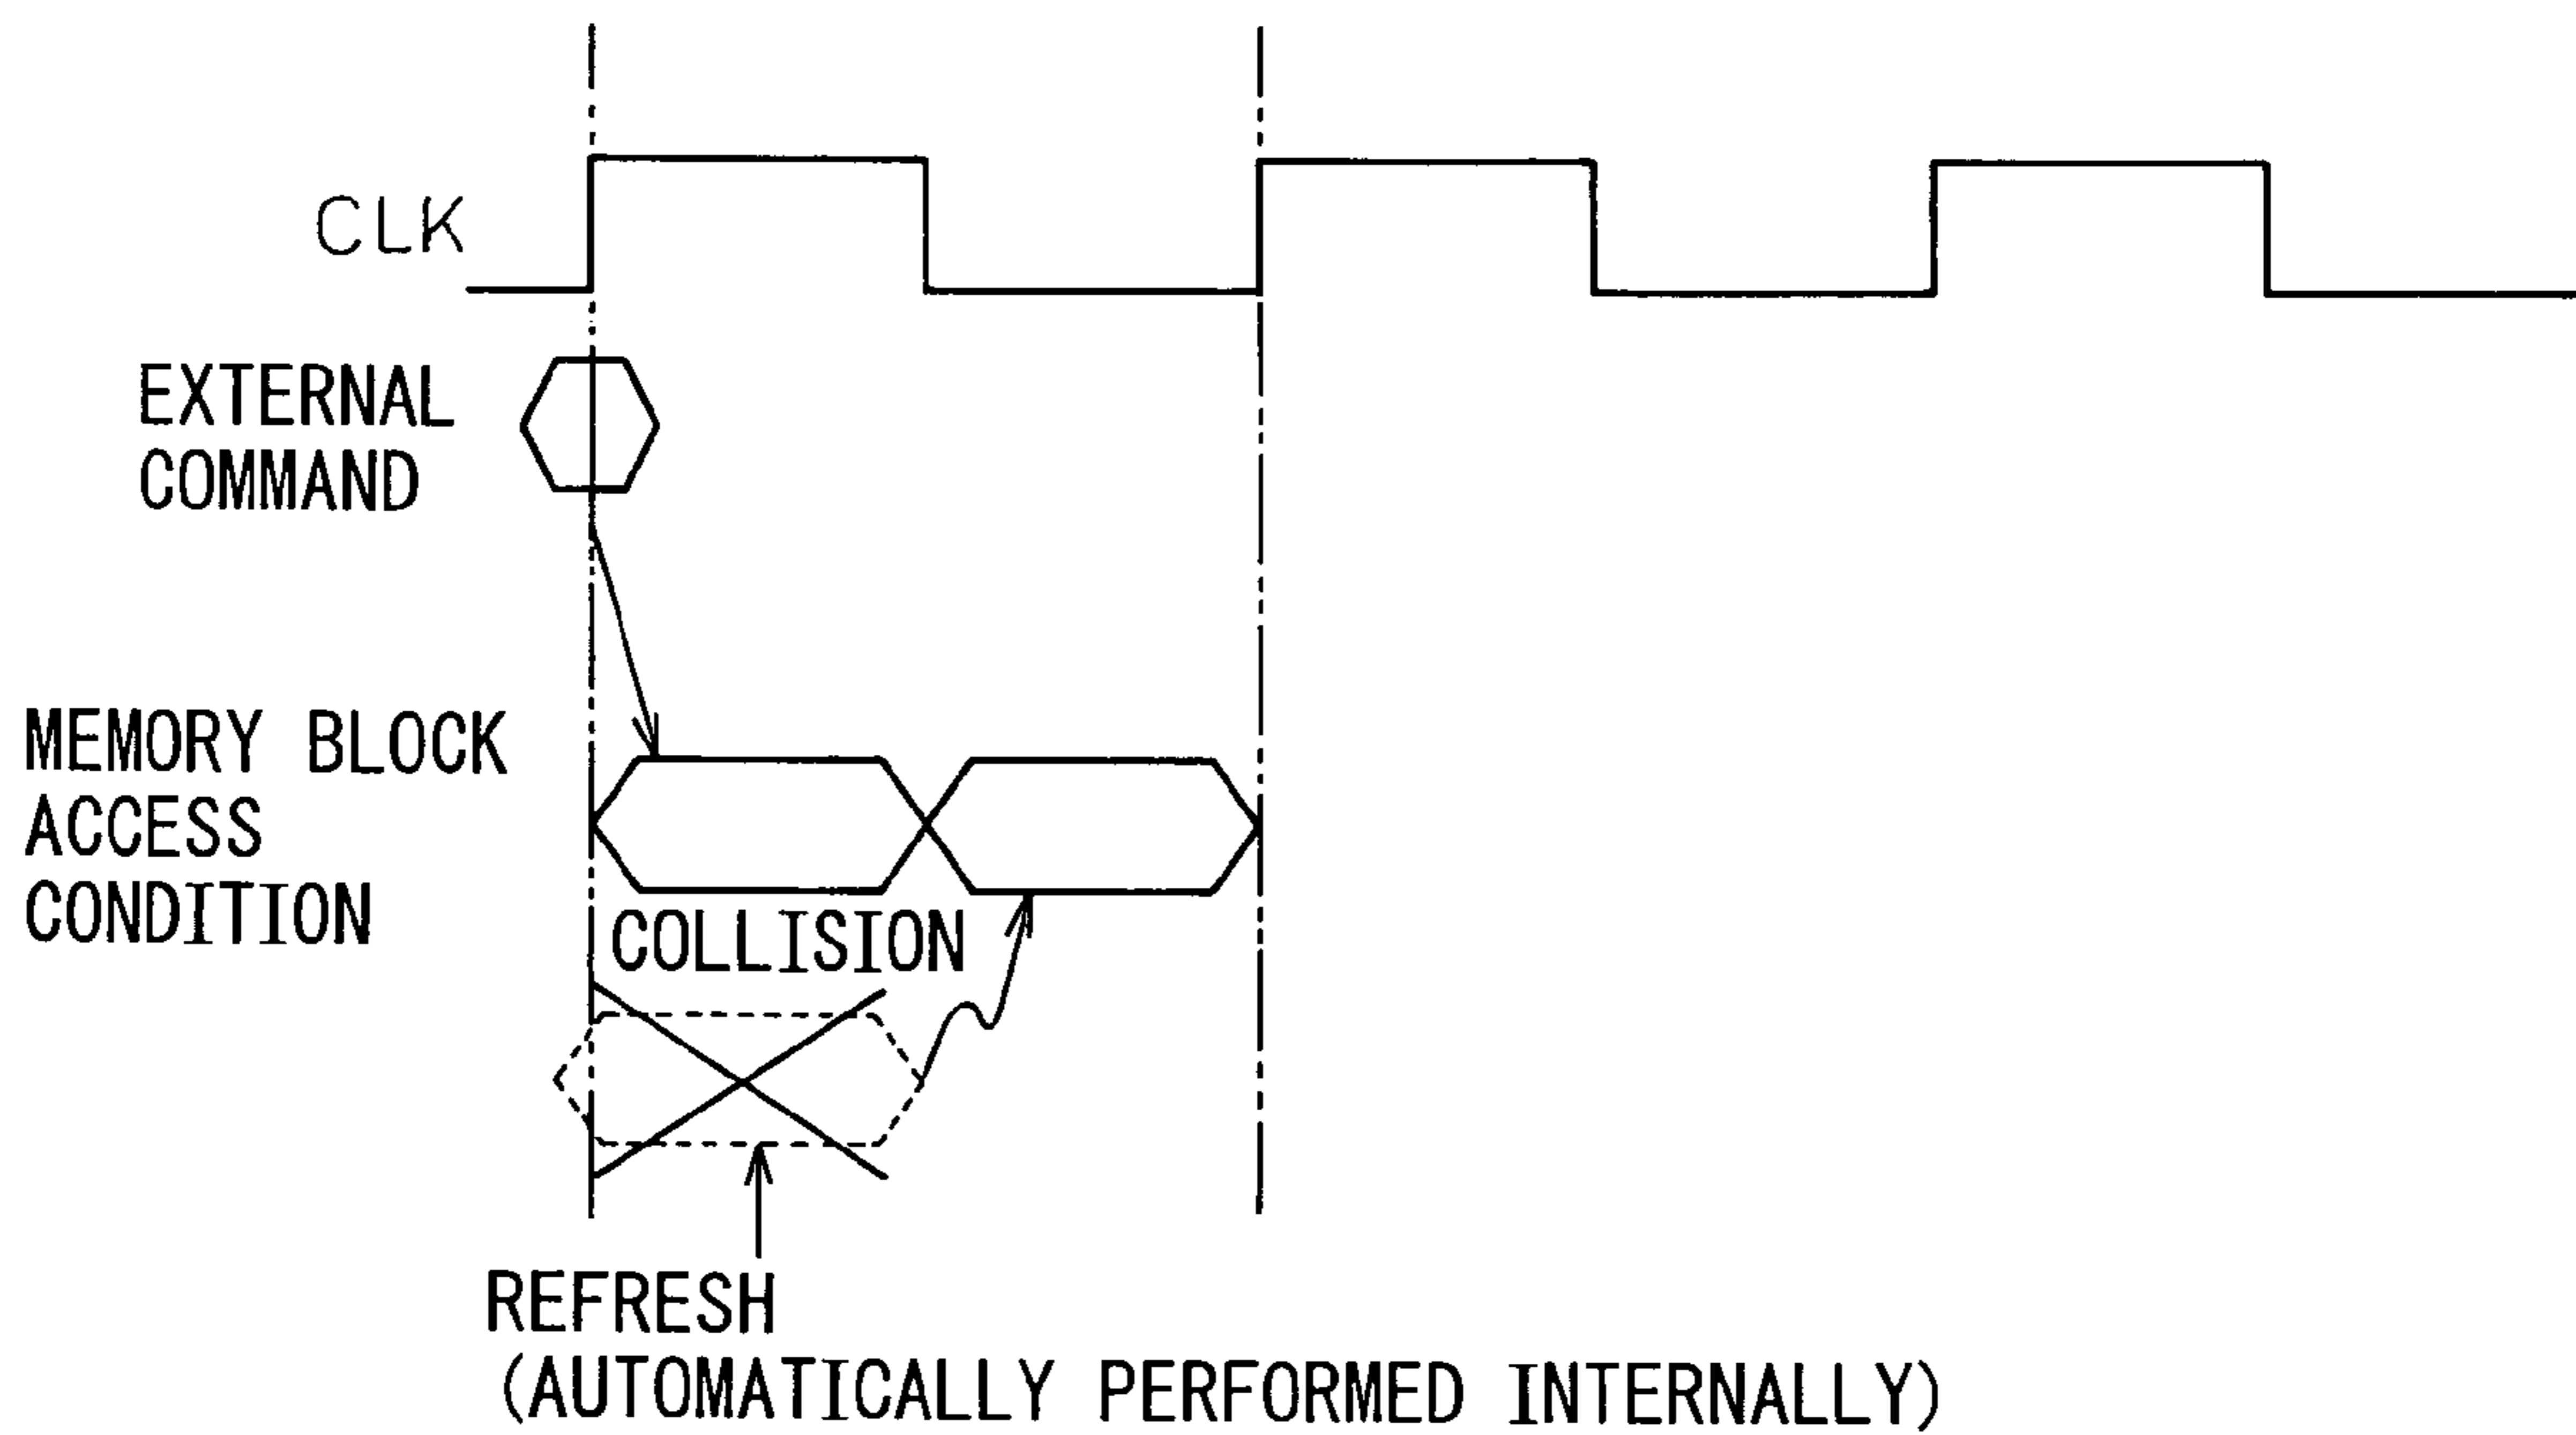 CLK
EXTERNAL
COMMAND
MEMORY BLOCK
ACCESS
CONDITION
COLLISION
REFRESH
(AUTOMATICALLY PERFORMED INTERNALLY)